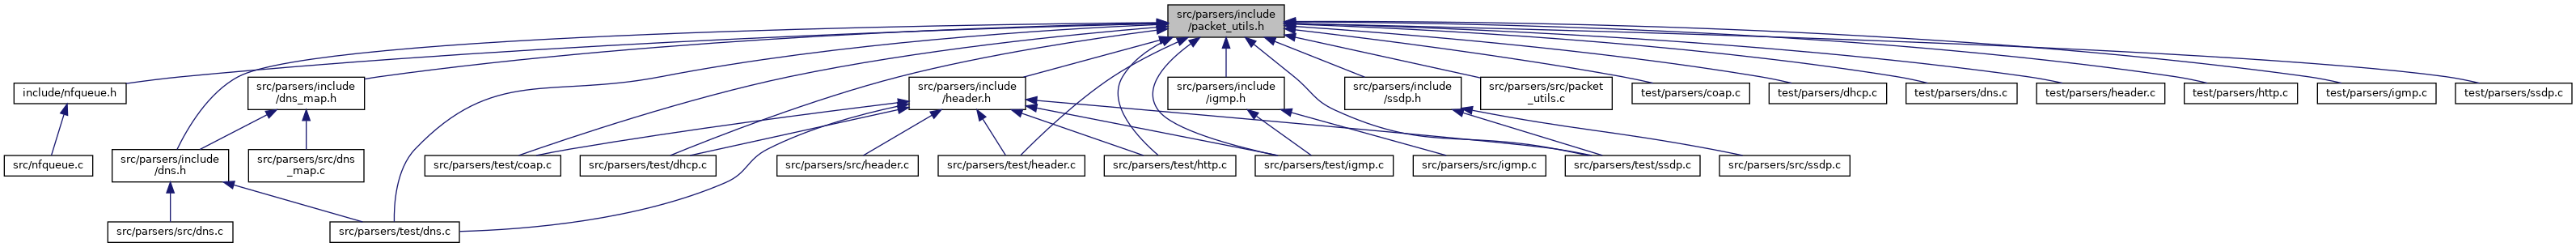 src/parsers/include
/packet_utils.h
include/nfqueue.h
src/parsers/include
/dns_map.h
src/parsers/include
/header.h
src/parsers/include
/igmp.h
src/parsers/include
/ssdp.h
src/parsers/src/packet
_utils.c
test/parsers/coap.c
test/parsers/dhcp.c
test/parsers/dns.c
test/parsers/header.c
test/parsers/http.c
test/parsers/igmp.c
test/parsers/ssdp.c
src/nfqueue.c
src/parsers/include
/dns.h
src/parsers/src/dns
_map.c
src/parsers/test/coap.c
src/parsers/test/dhcp.c
src/parsers/src/header.c
src/parsers/test/header.c
src/parsers/test/http.c
src/parsers/test/igmp.c
src/parsers/src/igmp.c
src/parsers/test/ssdp.c
src/parsers/src/ssdp.c
src/parsers/src/dns.c
src/parsers/test/dns.c